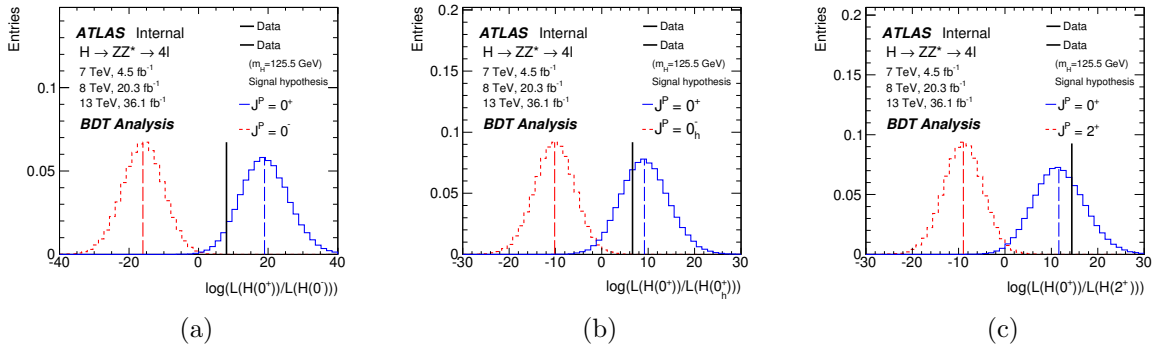 Entries
0.1
0.05
0
-40
-20
0
20
40
ATLAS Internal
H → ZZ* → 4l
7 TeV, 4.5 fb⁻¹
8 TeV, 20.3 fb⁻¹
13 TeV, 36.1 fb⁻¹
BDT Analysis
Data
Data
(m_H=125.5 GeV)
Signal hypothesis
J^P = 0⁺
J^P = 0⁻
log(L(H(0⁺))/L(H(0⁻)))
(a)
Entries
0.2
0.15
0.1
0.05
0
-30
-20
-10
0
10
20
30
ATLAS Internal
H → ZZ* → 4l
7 TeV, 4.5 fb⁻¹
8 TeV, 20.3 fb⁻¹
13 TeV, 36.1 fb⁻¹
BDT Analysis
Data
Data
(m_H=125.5 GeV)
Signal hypothesis
J^P = 0⁺
J^P = 0_h^-
log(L(H(0⁺))/L(H(0_h^+)))
(b)
Entries
0.2
0.15
0.1
0.05
0
-30
-20
-10
0
10
20
30
ATLAS Internal
H → ZZ* → 4l
7 TeV, 4.5 fb⁻¹
8 TeV, 20.3 fb⁻¹
13 TeV, 36.1 fb⁻¹
BDT Analysis
Data
Data
(m_H=125.5 GeV)
Signal hypothesis
J^P = 0⁺
J^P = 2⁺
log(L(H(0⁺))/L(H(2⁺)))
(c)